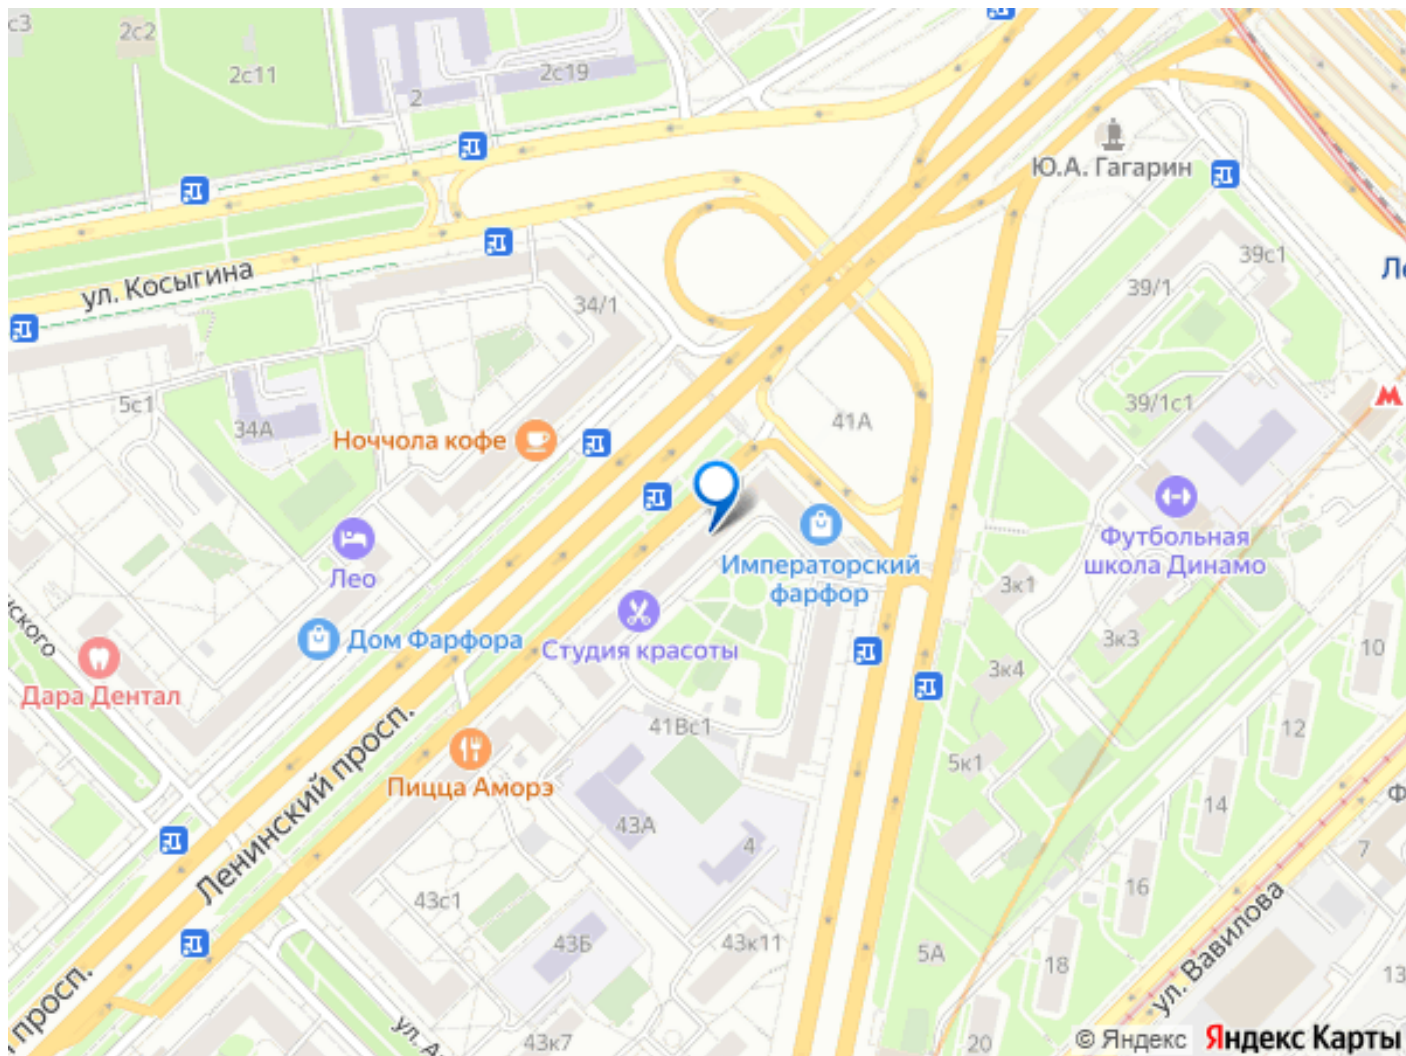 с3
2с2
2с11
2с19
2
Ю.А. Гагарин
ул. Косыгина
34/1
39с1
39/1
5с1
34А
Ноччола кофе
41А
39/1с1
Лео
Императорский
фарфор
Футбольная
школа Динамо
3к1
Дом Фарфора
Студия красоты
3к3
10
Дара Дентал
3к4
41Вс1
12
Пицца Аморэ
5к1
14
43А
4
7
Ленинский просп.
43с1
16
43Б
43к11
5А
18
ул. Вавилова
13
просп.
43к7
20
© Яндекс
Яндекс Карты